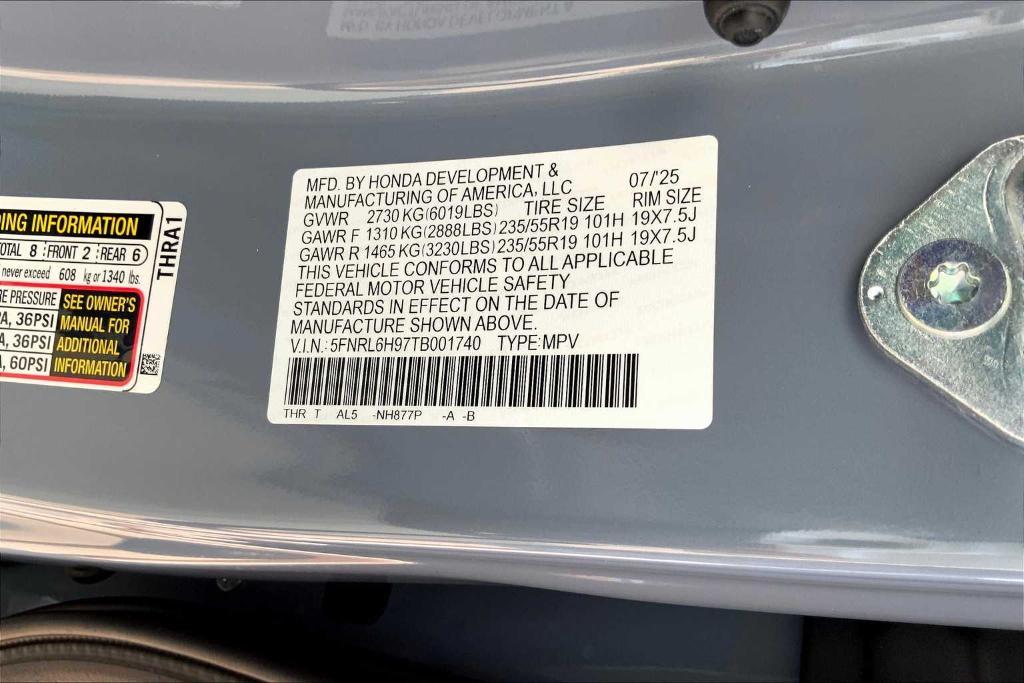 ING INFORMATION
OTAL 8 FRONT 2 REAR 6
never exceed 608 kg or 1340 lbs.
RE PRESSURE
A, 36PSI
A, 36PSI
A, 60PSI
SEE OWNER'S
MANUAL FOR
ADDITIONAL
INFORMATION
THRA1
MFD. BY HONDA DEVELOPMENT &
MANUFACTURING OF AMERICA, LLC 07/'25
GVWR 2730 KG(6019LBS) TIRE SIZE RIM SIZE
GAWR F 1310 KG(2888LBS) 235/55R19 101H 19X7.5J
GAWR R 1465 KG(3230LBS) 235/55R19 101H 19X7.5J
THIS VEHICLE CONFORMS TO ALL APPLICABLE
FEDERAL MOTOR VEHICLE SAFETY
STANDARDS IN EFFECT ON THE DATE OF
MANUFACTURE SHOWN ABOVE.
V.I.N.: 5FNRL6H97TB001740 TYPE:MPV
THR T AL5 -NH877P -A -B